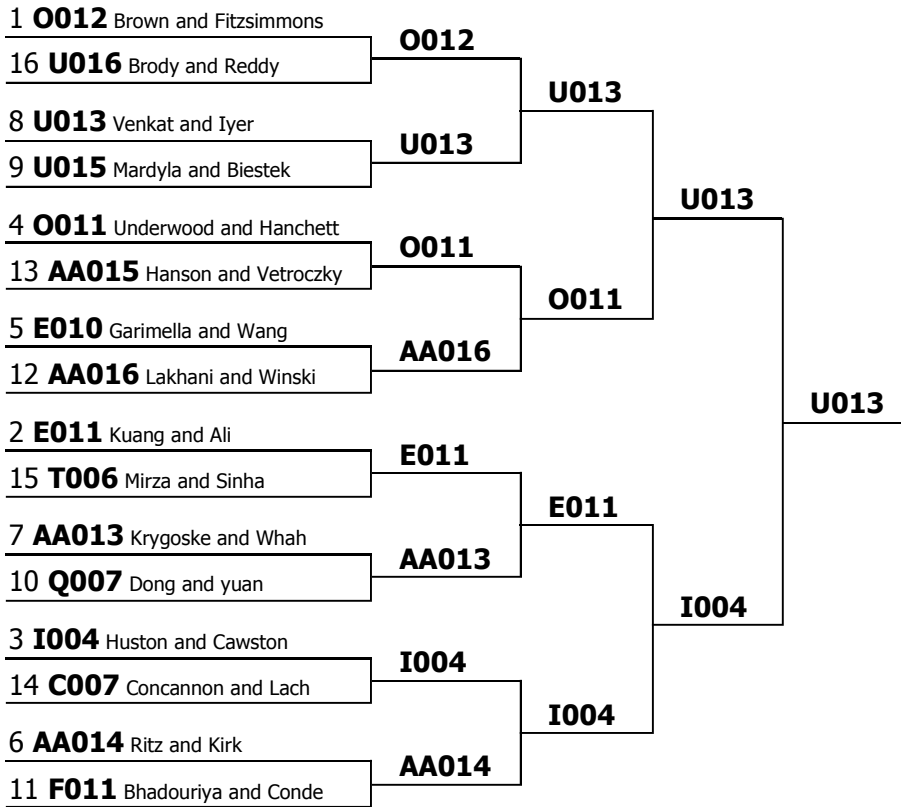 1 O012 Brown and Fitzsimmons
16 U016 Brody and Reddy
8 U013 Venkat and Iyer
9 U015 Mardyla and Biestek
4 O011 Underwood and Hanchett
13 AA015 Hanson and Vetroczky
5 E010 Garimella and Wang
12 AA016 Lakhani and Winski
2 E011 Kuang and Ali
15 T006 Mirza and Sinha
7 AA013 Krygoske and Whah
10 Q007 Dong and yuan
3 I004 Huston and Cawston
14 C007 Concannon and Lach
6 AA014 Ritz and Kirk
11 F011 Bhadouriya and Conde
O012
U013
O011
AA016
E011
AA013
I004
AA014
U013
O011
E011
I004
U013
I004
U013